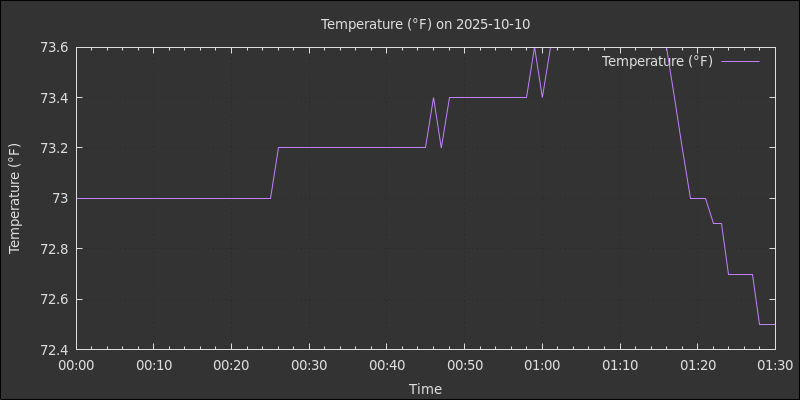 Temperature (°F) on 2025-10-10
Temperature (°F)
73.6
73.4
73.2
73
72.8
72.6
72.4
Temperature (°F)
00:00 00:10 00:20 00:30 00:40 00:50 01:00 01:10 01:20 01:30
Time